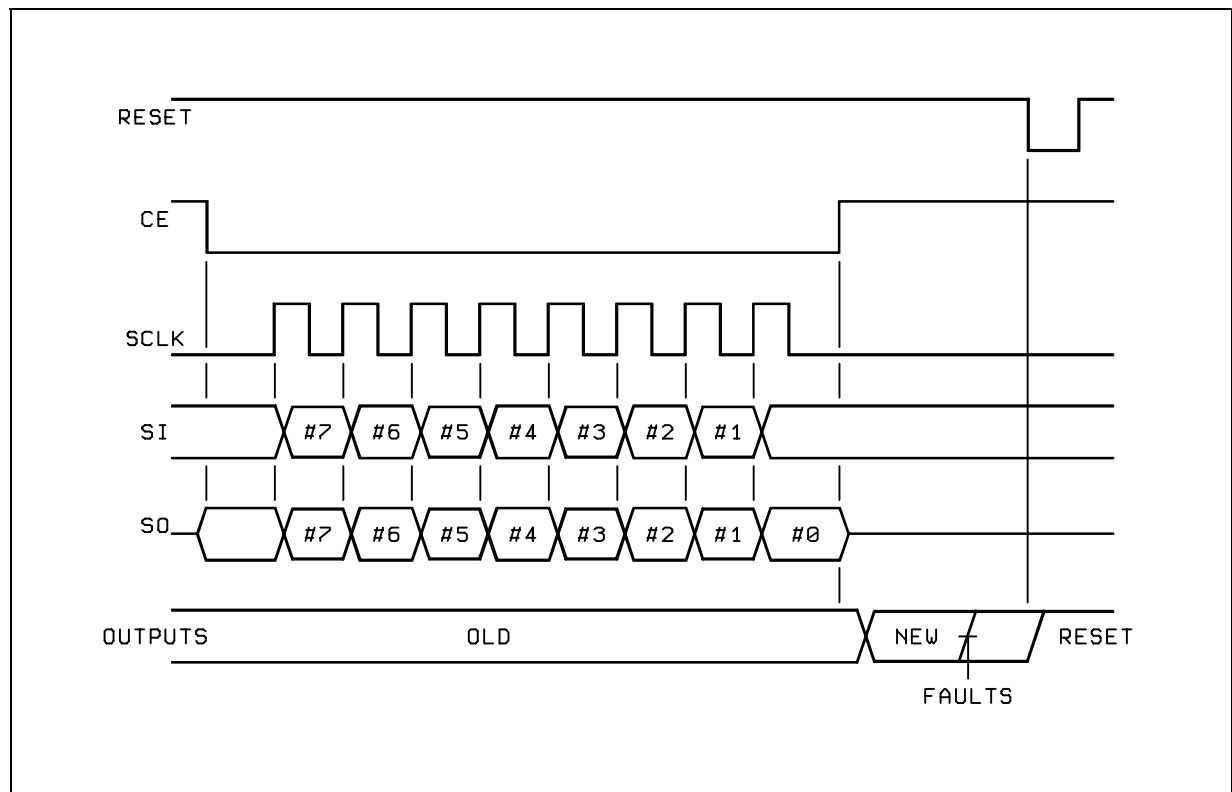 RESET
CE
SCLK
SI #7 #6 #5 #4 #3 #2 #1
SO #7 #6 #5 #4 #3 #2 #1 #0
OUTPUTS OLD NEW RESET
FAULTS